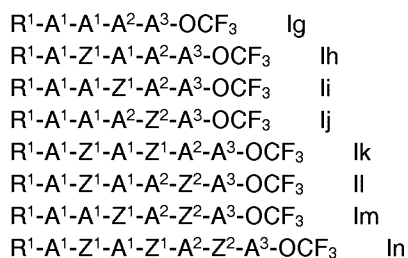 R¹-A¹-A¹-A²-A³-OCF₃ Ig
R¹-A¹-Z¹-A¹-A²-A³-OCF₃ Ih
R¹-A¹-A¹-Z¹-A²-A³-OCF₃ Ii
R¹-A¹-A¹-A²-Z²-A³-OCF₃ Ij
R¹-A¹-Z¹-A¹-Z¹-A²-A³-OCF₃ Ik
R¹-A¹-Z¹-A¹-A²-Z²-A³-OCF₃ Il
R¹-A¹-A¹-Z¹-A²-Z²-A³-OCF₃ Im
R¹-A¹-Z¹-A¹-Z¹-A²-Z²-A³-OCF₃ In